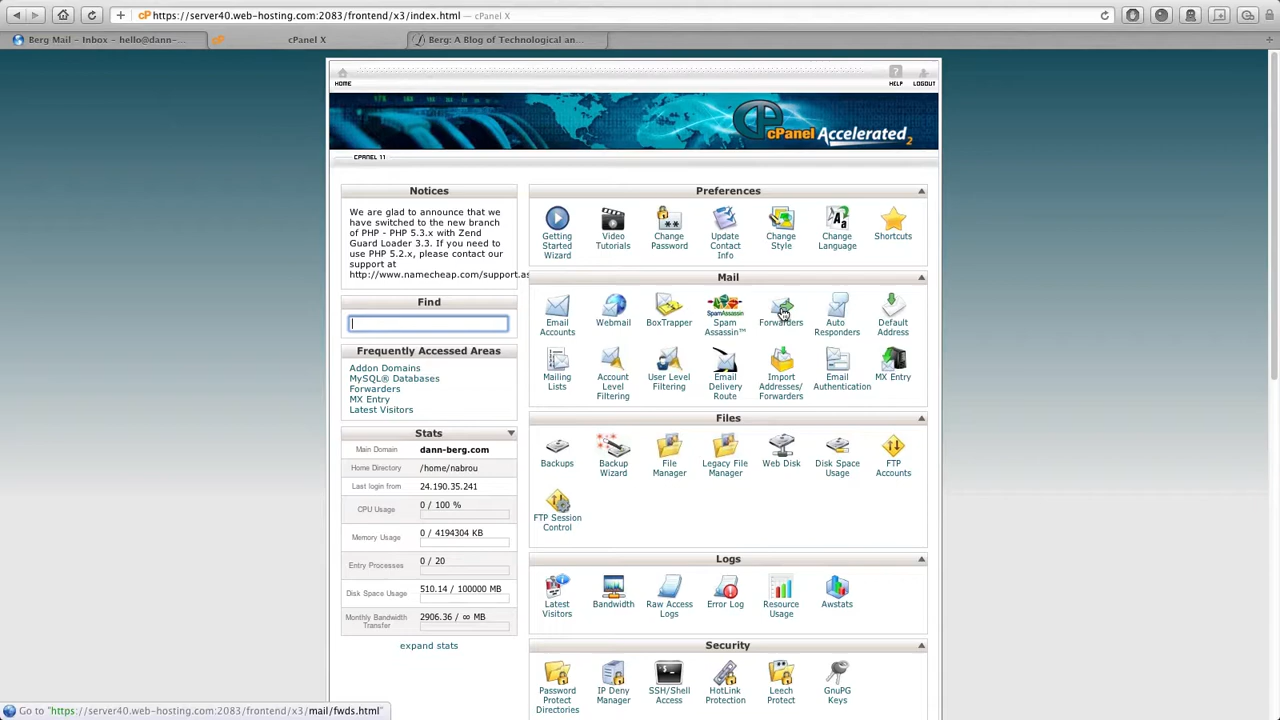 https://server40.web-hosting.com:2083/frontend/x3/index.html — cPanel X
Berg Mail – Inbox – hello@dann-...
cPanel X
Berg: A Blog of Technological an...
HOME
HELP
LOGOUT
cPanel Accelerated2
CPANEL 11
Notices
We are glad to announce that we
have switched to the new branch
of PHP - PHP 5.3.x with Zend
Guard Loader 3.3. If you need to
use PHP 5.2.x, please contact our
support at
http://www.namecheap.com/support.as
Find
Frequently Accessed Areas
Addon Domains
MySQL® Databases
Forwarders
MX Entry
Latest Visitors
Stats
Main Domain dann-berg.com
Home Directory /home/nabrou
Last login from 24.190.35.241
CPU Usage 0 / 100 %
Memory Usage 0 / 4194304 KB
Entry Processes 0 / 20
Disk Space Usage 510.14 / 100000 MB
Monthly Bandwidth Transfer 2906.36 / ∞ MB
expand stats
Preferences
Getting Started Wizard
Video Tutorials
Change Password
Update Contact Info
Change Style
Change Language
Shortcuts
Mail
Email Accounts
Webmail
BoxTrapper
SpamAssassin
Spam Assassin™
Forwarders
Auto Responders
Default Address
Mailing Lists
Account Level Filtering
User Level Filtering
Email Delivery Route
Import Addresses/ Forwarders
Email Authentication
MX Entry
Files
Backups
Backup Wizard
File Manager
Legacy File Manager
Web Disk
Disk Space Usage
FTP Accounts
FTP Session Control
Logs
Latest Visitors
Bandwidth
Raw Access Logs
Error Log
Resource Usage
Awstats
Security
Password Protect Directories
IP Deny Manager
SSH/Shell Access
HotLink Protection
Leech Protect
GnuPG Keys
Go to "https://server40.web-hosting.com:2083/frontend/x3/mail/fwds.html"